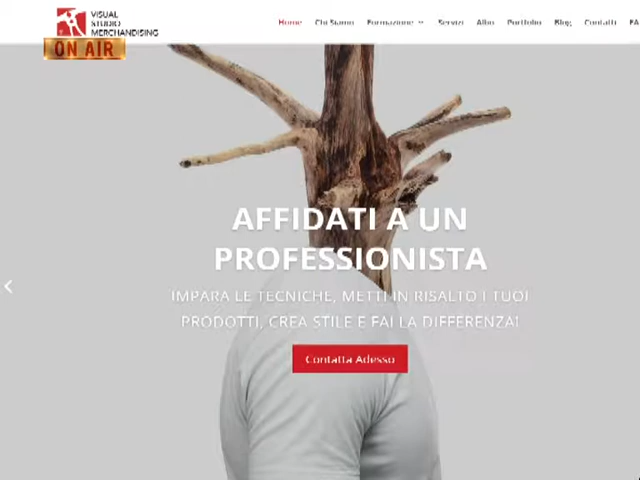 VISUAL
STUDIO
MERCHANDISING
ON AIR
Home Chi Siamo Formazione Servizi Albo Portfolio Blog Contatti FA
AFFIDATI A UN
PROFESSIONISTA
IMPARA LE TECNICHE, METTI IN RISALTO I TUOI
PRODOTTI, CREA STILE E FAI LA DIFFERENZA!
Contatta Adesso